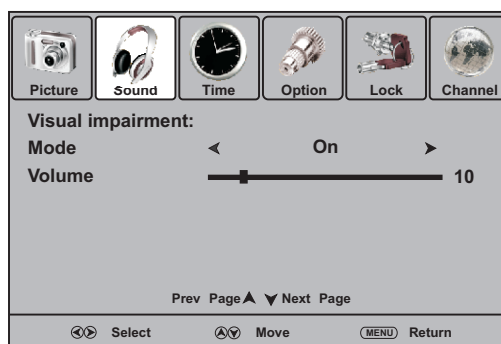 Picture Sound Time Option Lock Channel
Visual impairment:
Mode On
Volume 10
Prev Page Next Page
Select Move MENU Return